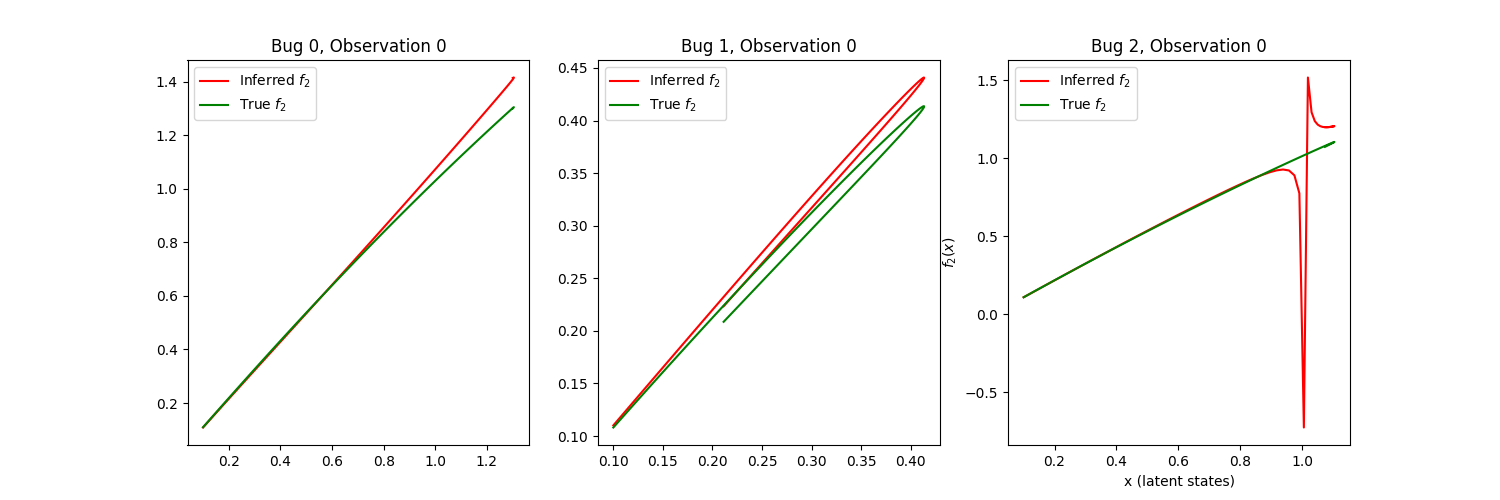 Bug 0, Observation 0
Inferred f₂
True f₂
1.4
1.2
1.0
0.8
0.6
0.4
0.2
0.2 0.4 0.6 0.8 1.0 1.2
Bug 1, Observation 0
Inferred f₂
True f₂
0.45
0.40
0.35
0.30
0.25
0.20
0.15
0.10
0.10 0.15 0.20 0.25 0.30 0.35 0.40
Bug 2, Observation 0
Inferred f₂
True f₂
f₂(x)
1.5
1.0
0.5
0.0
−0.5
0.2 0.4 0.6 0.8 1.0
x (latent states)